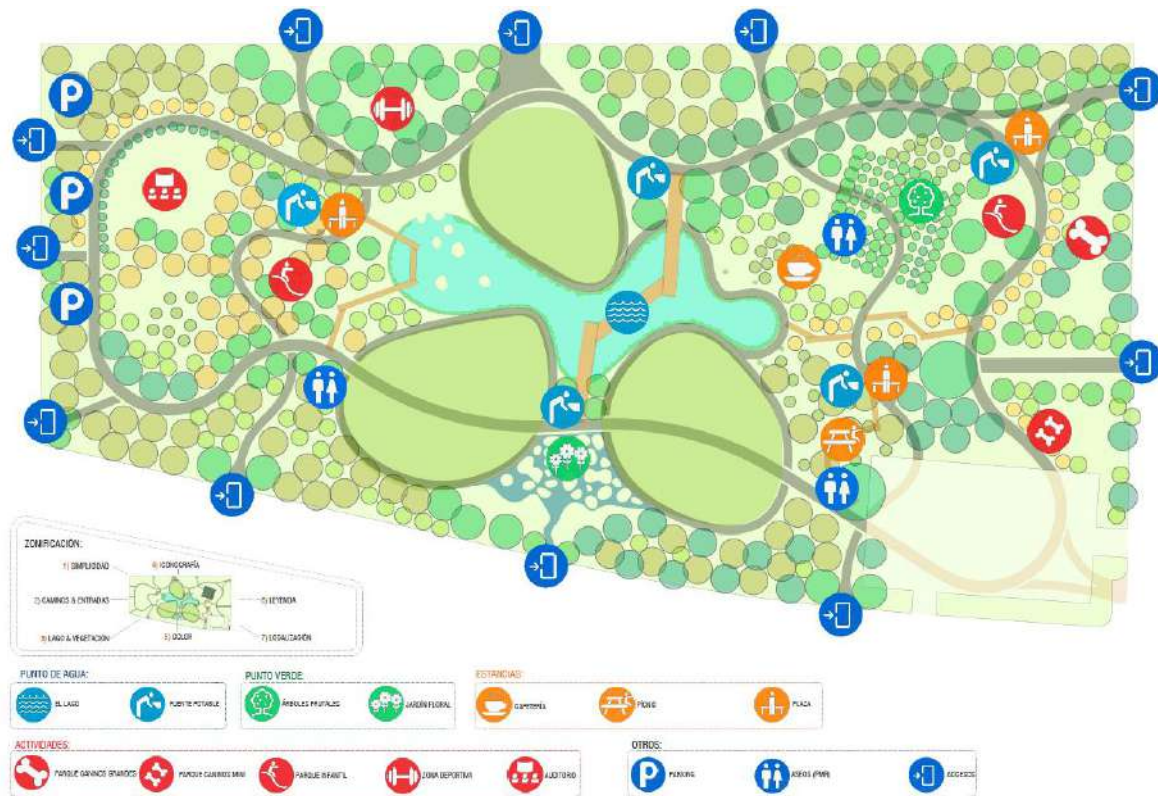 ZONIFICACIÓN:
1) SIMPLICIDAD
4) ICONOGRAFÍA
2) CAMINOS & ENTRADAS
6) LEYENDA
3) LAGO & VEGETACIÓN
5) COLOR
7) LOCALIZACIÓN
PUNTO DE AGUA:
EL LAGO
FUENTE POTABLE
PUNTO VERDE:
ÁRBOLES FRUTALES
JARDÍN FLORAL
ESTANCIAS:
CAFETERÍA
PÍCNIC
PLAZA
ACTIVIDADES:
PARQUE CANINOS GRANDES
PARQUE CANINOS MINI
PARQUE INFANTIL
ZONA DEPORTIVA
AUDITORIO
OTROS:
P
PARKING
ASEOS (PMR)
ACCESOS
P
P
P